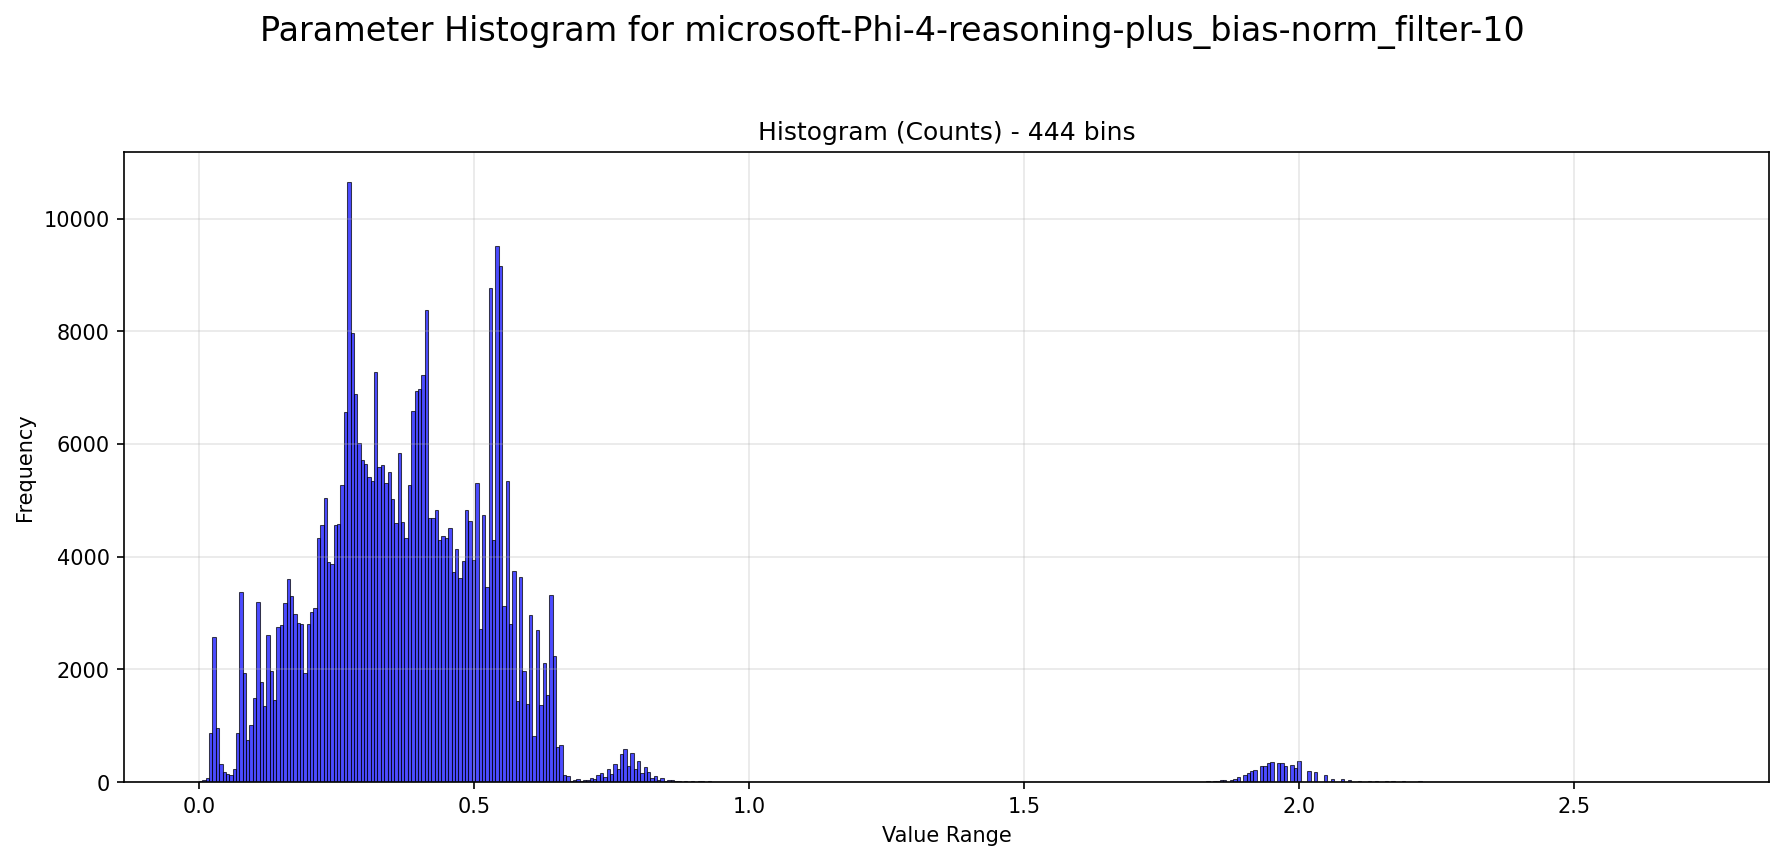 Parameter Histogram for microsoft-Phi-4-reasoning-plus_bias-norm_filter-10
Histogram (Counts) - 444 bins
10000
8000
6000
4000
2000
0
Frequency
0.0 0.5 1.0 1.5 2.0 2.5
Value Range